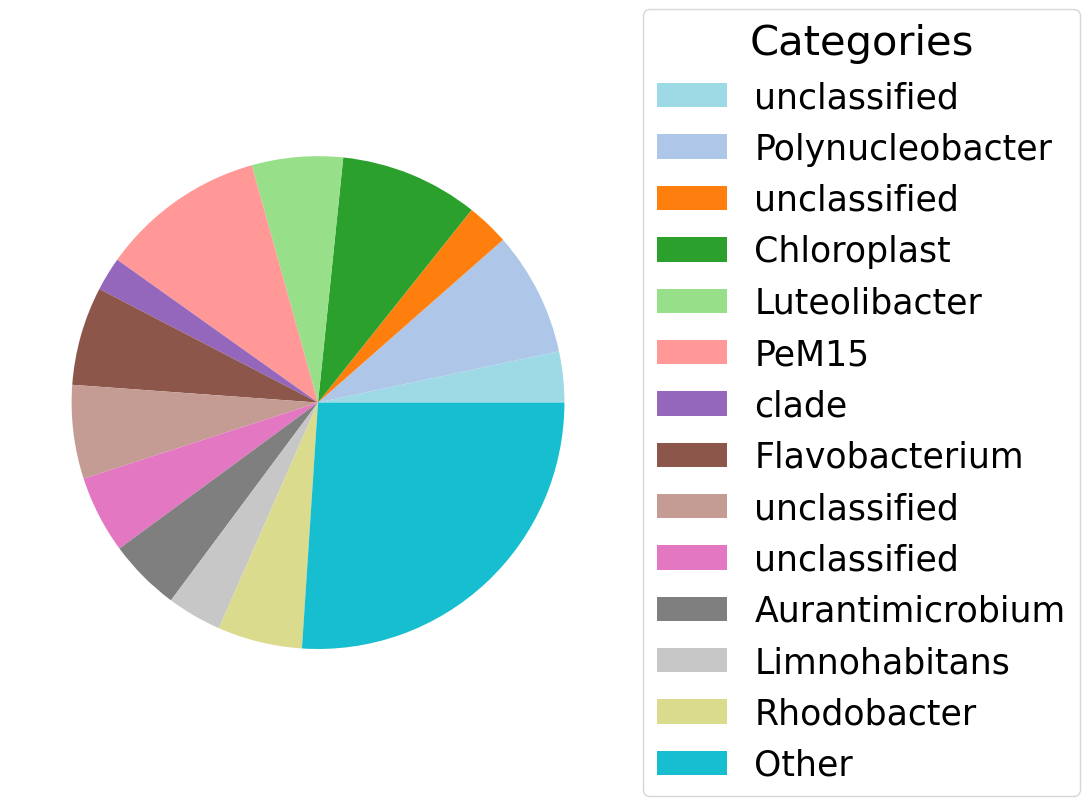 Categories
unclassified
Polynucleobacter
unclassified
Chloroplast
Luteolibacter
PeM15
clade
Flavobacterium
unclassified
unclassified
Aurantimicrobium
Limnohabitans
Rhodobacter
Other